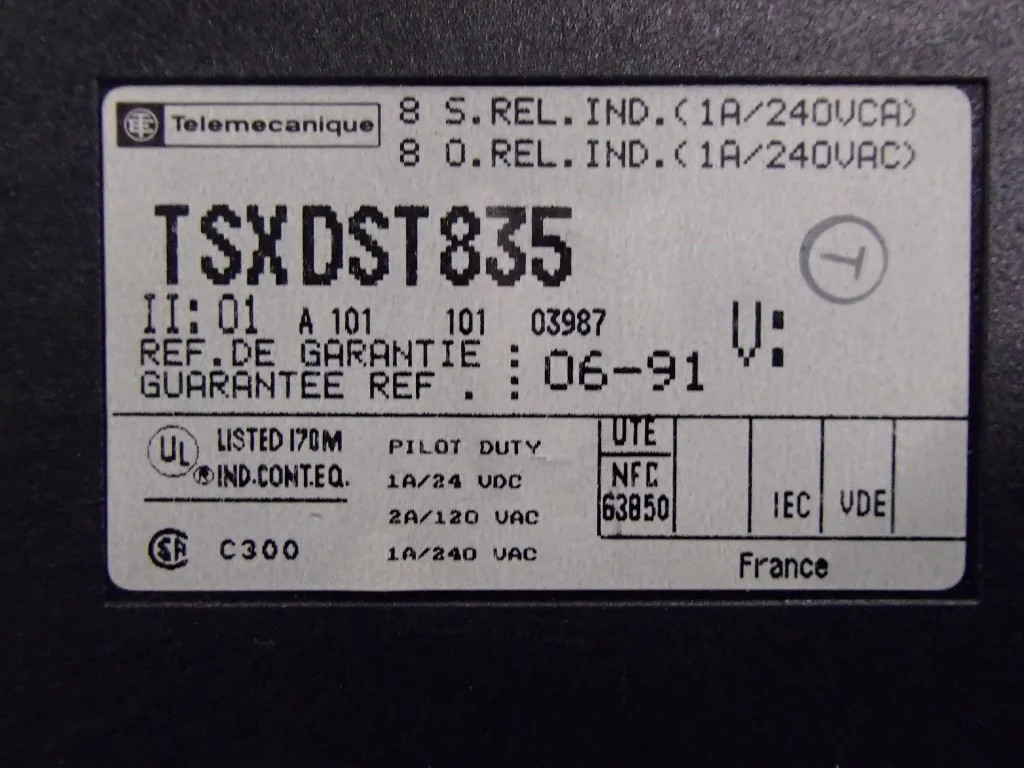 Telemecanique
8 S.REL.IND.(1A/240VCA)
8 O.REL.IND.(1A/240VAC)
TSXDST835
T
II: 01 A 101 101 03987
V:
REF.DE GARANTIE :
GUARANTEE REF . : 06-91
UL LISTED 170M
® IND.CONT.EQ.
PILOT DUTY
1A/24 VDC
2A/120 VAC
1A/240 VAC
SA C300
UTE
NFC
63850
IEC
VDE
France